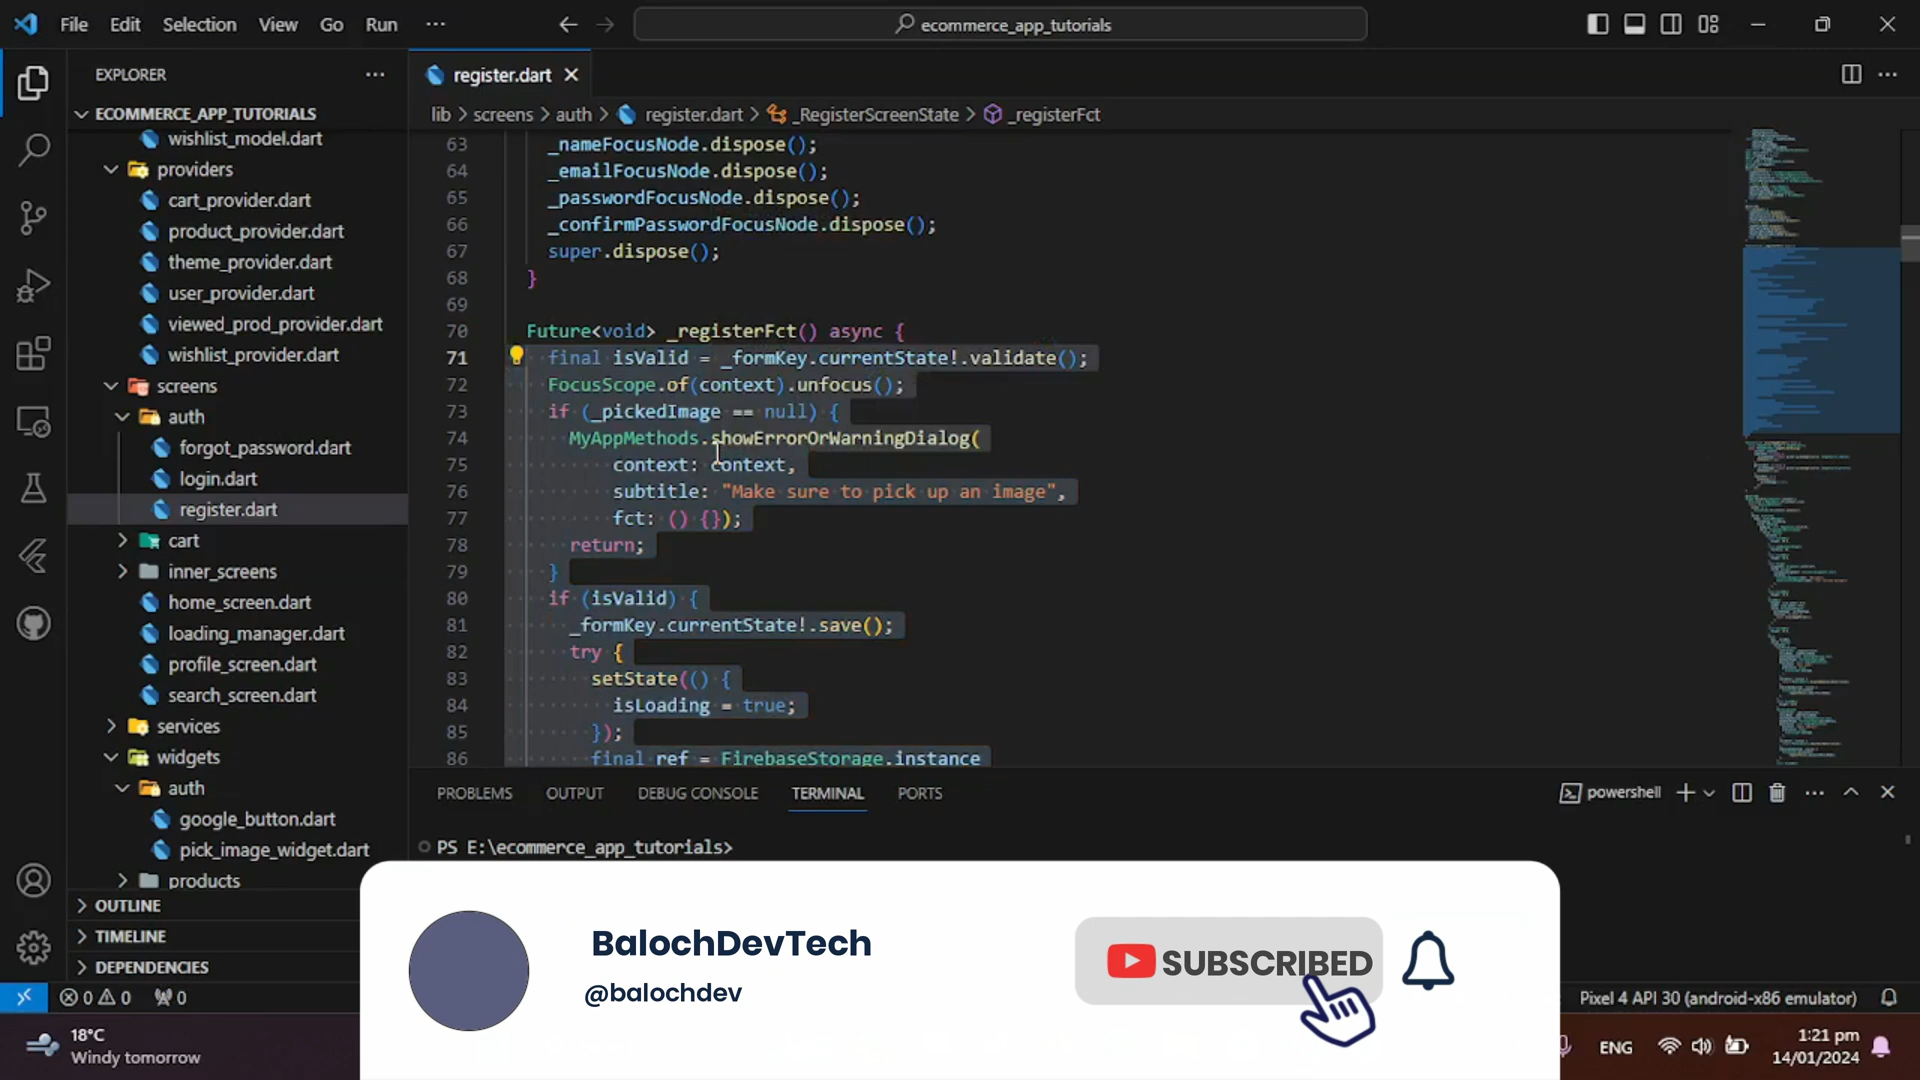 File Edit Selection View Go Run ...
ecommerce_app_tutorials
EXPLORER
ECOMMERCE_APP_TUTORIALS
wishlist_model.dart
providers
cart_provider.dart
product_provider.dart
theme_provider.dart
user_provider.dart
viewed_prod_provider.dart
wishlist_provider.dart
screens
auth
forgot_password.dart
login.dart
register.dart
cart
inner_screens
home_screen.dart
loading_manager.dart
profile_screen.dart
search_screen.dart
services
widgets
auth
google_button.dart
pick_image_widget.dart
products
OUTLINE
TIMELINE
DEPENDENCIES
register.dart
lib > screens > auth > register.dart > _RegisterScreenState > _registerFct
63 _nameFocusNode.dispose();
64 _emailFocusNode.dispose();
65 _passwordFocusNode.dispose();
66 _confirmPasswordFocusNode.dispose();
67 super.dispose();
68 }
69
70 Future<void> _registerFct() async {
71 final isValid = _formKey.currentState!.validate();
72 FocusScope.of(context).unfocus();
73 if (_pickedImage == null) {
74 MyAppMethods.showErrorOrWarningDialog(
75 context: context,
76 subtitle: "Make sure to pick up an image",
77 fct: () {});
78 return;
79 }
80 if (isValid) {
81 _formKey.currentState!.save();
82 try {
83 setState(() {
84 isLoading = true;
85 });
86 final ref = FirebaseStorage.instance
PROBLEMS OUTPUT DEBUG CONSOLE TERMINAL PORTS
powershell
PS E:\ecommerce_app_tutorials>
BalochDevTech
@balochdev
SUBSCRIBED
0 0 0
Pixel 4 API 30 (android-x86 emulator)
18°C
Windy tomorrow
ENG
1:21 pm
14/01/2024